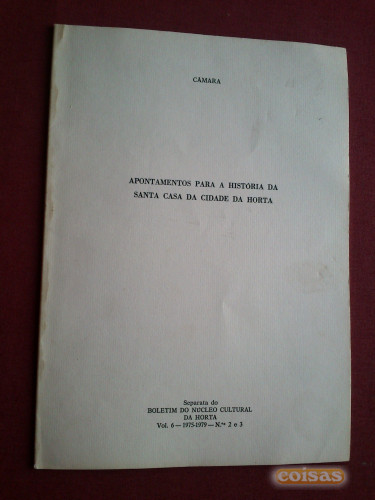 CÂMARA
APONTAMENTOS PARA A HISTÓRIA DA
SANTA CASA DA CIDADE DA HORTA
Separata do
BOLETIM DO NÚCLEO CULTURAL
DA HORTA
Vol. 6 — 1975-1979 — N.os 2 e 3
coisas